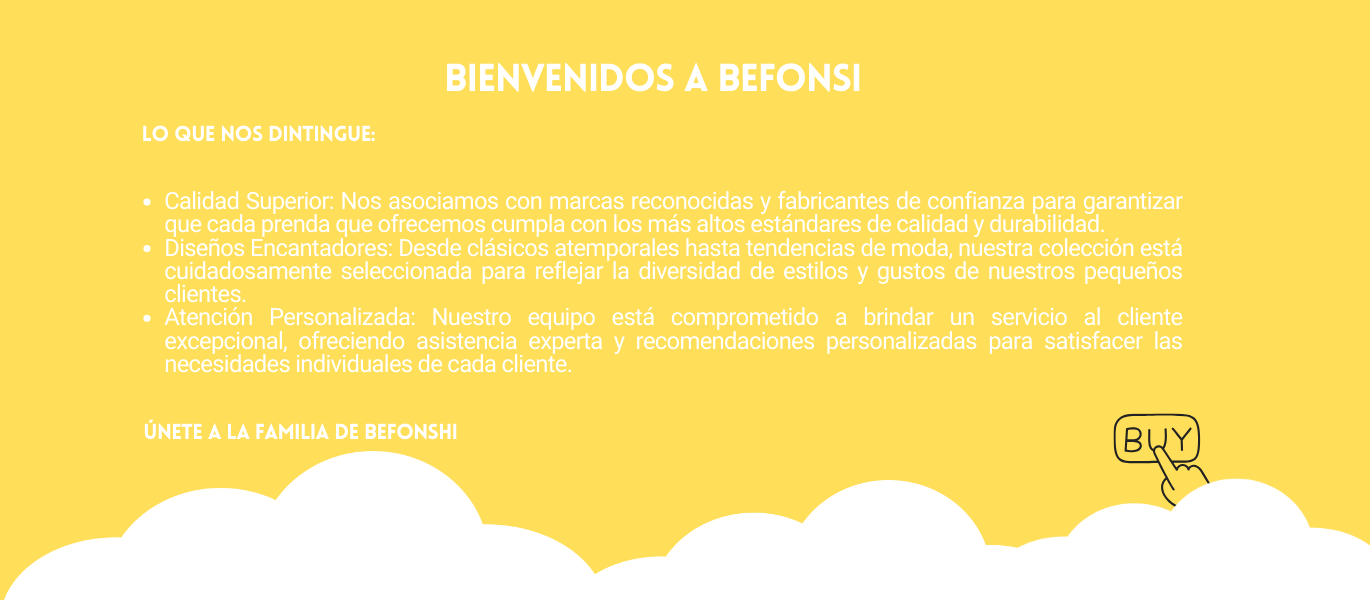 BIENVENIDOS A BEFONSI
LO QUE NOS DINTINGUE:
• Calidad Superior: Nos asociamos con marcas reconocidas y fabricantes de confianza para garantizar
que cada prenda que ofrecemos cumpla con los más altos estándares de calidad y durabilidad.
• Diseños Encantadores: Desde clásicos atemporales hasta tendencias de moda, nuestra colección está
cuidadosamente seleccionada para reflejar la diversidad de estilos y gustos de nuestros pequeños
clientes.
• Atención Personalizada: Nuestro equipo está comprometido a brindar un servicio al cliente
excepcional, ofreciendo asistencia experta y recomendaciones personalizadas para satisfacer las
necesidades individuales de cada cliente.
ÚNETE A LA FAMILIA DE BEFONSHI
BUY